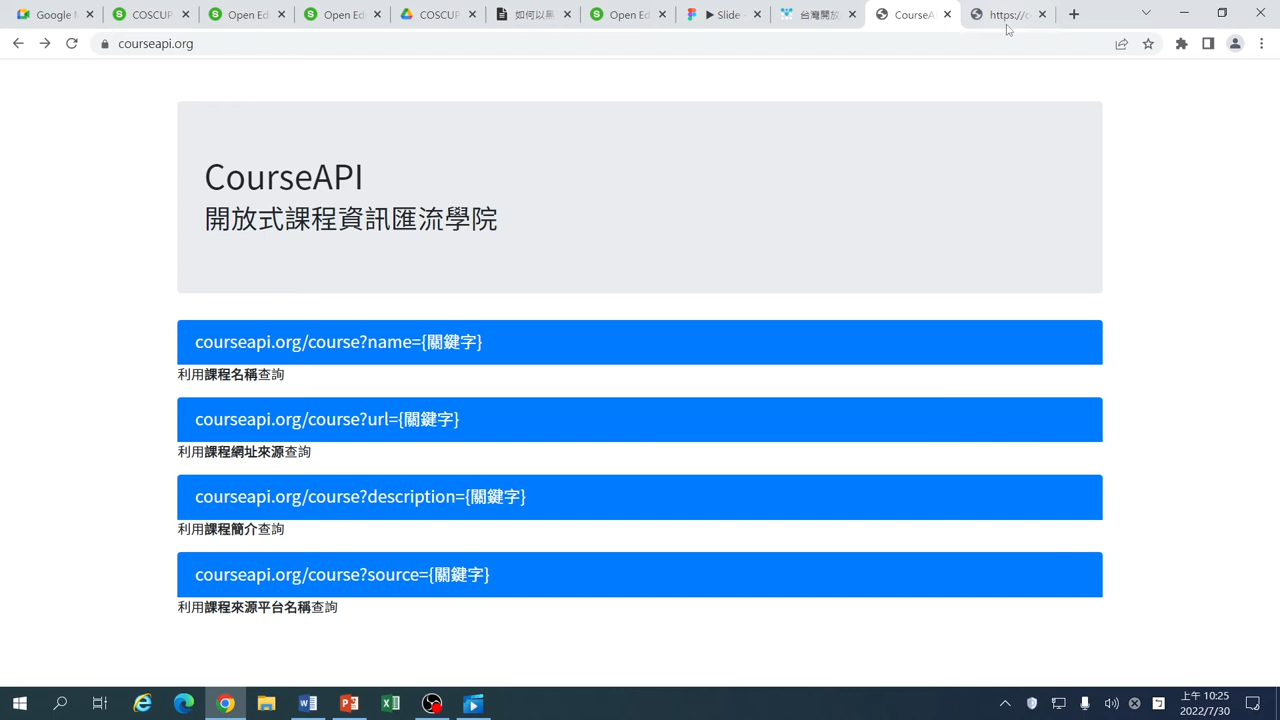 Google M
COSCUP
Open Ed
Open Ed
COSCUP
如何以萬
Open Ed
Slide -
台灣開放
CourseA
https://c
courseapi.org
CourseAPI
開放式課程資訊匯流學院
courseapi.org/course?name={關鍵字}
利用課程名稱查詢
courseapi.org/course?url={關鍵字}
利用課程網址來源查詢
courseapi.org/course?description={關鍵字}
利用課程簡介查詢
courseapi.org/course?source={關鍵字}
利用課程來源平台名稱查詢
上午 10:25
2022/7/30